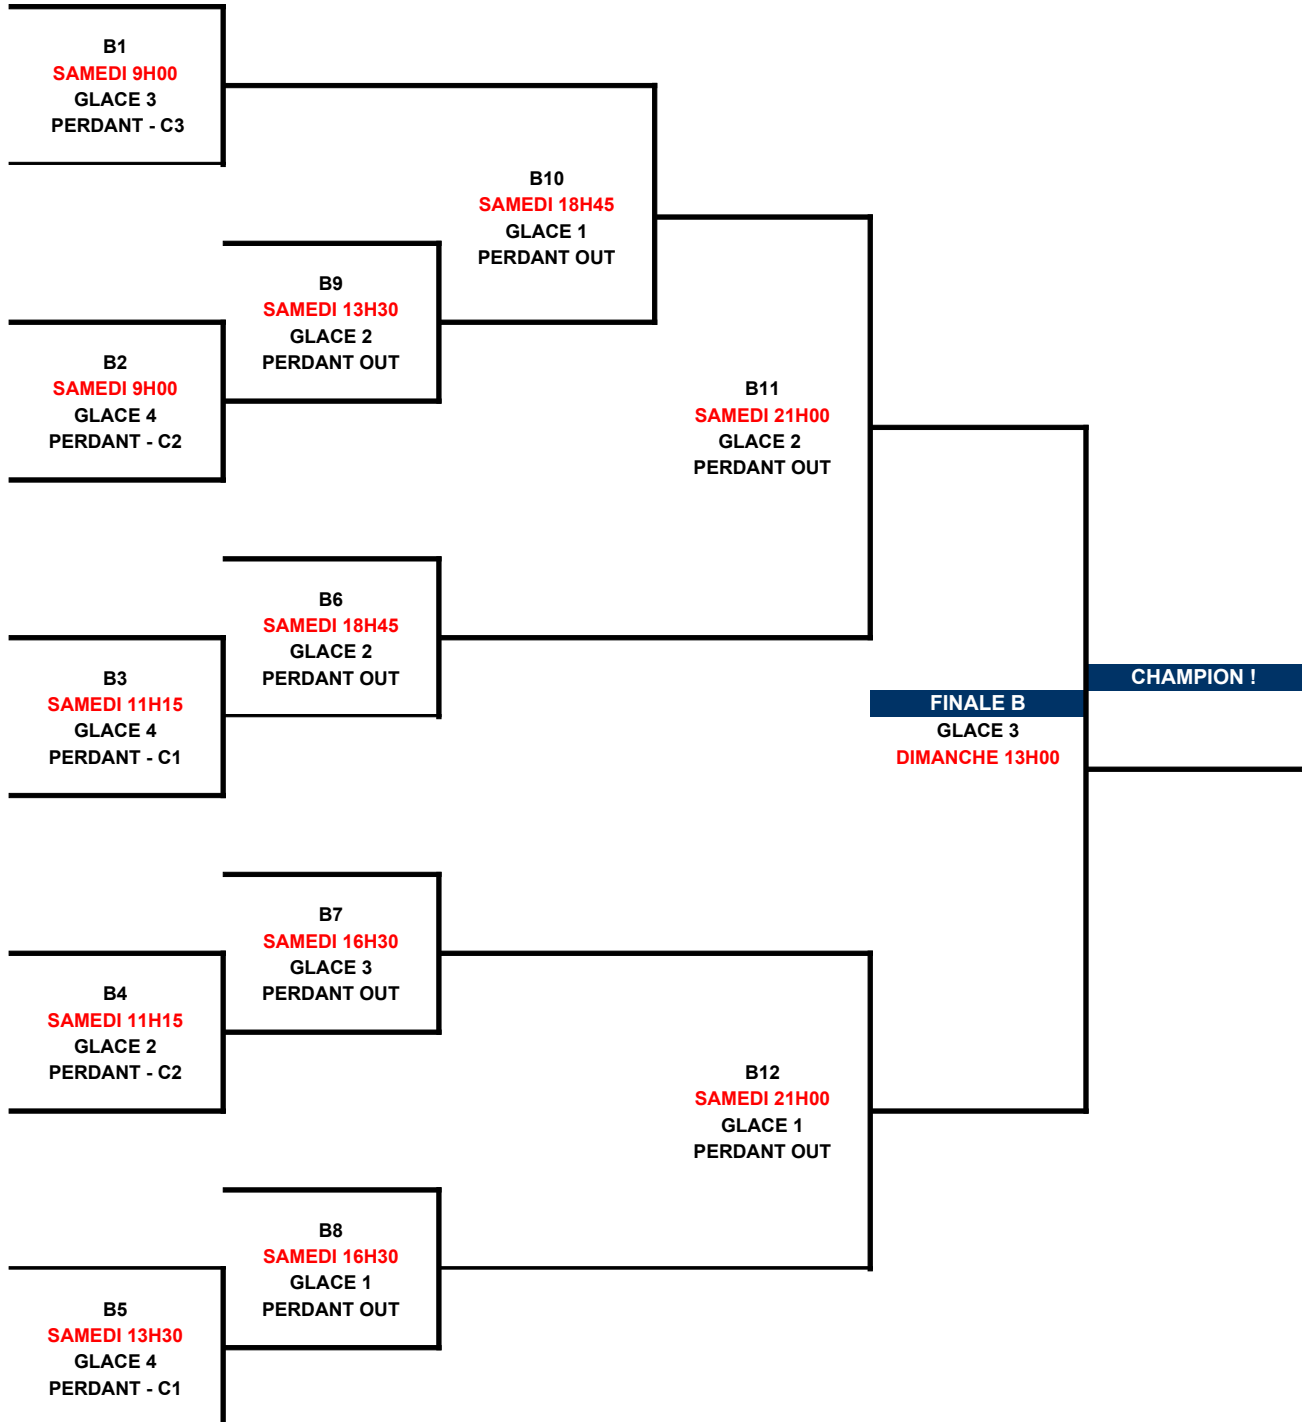 B1
SAMEDI 9H00
GLACE 3
PERDANT - C3
B10
SAMEDI 18H45
GLACE 1
PERDANT OUT
B9
SAMEDI 13H30
GLACE 2
PERDANT OUT
B2
SAMEDI 9H00
GLACE 4
PERDANT - C2
B11
SAMEDI 21H00
GLACE 2
PERDANT OUT
B6
SAMEDI 18H45
GLACE 2
PERDANT OUT
B3
SAMEDI 11H15
GLACE 4
PERDANT - C1
CHAMPION !
FINALE B
GLACE 3
DIMANCHE 13H00
B7
SAMEDI 16H30
GLACE 3
PERDANT OUT
B4
SAMEDI 11H15
GLACE 2
PERDANT - C2
B12
SAMEDI 21H00
GLACE 1
PERDANT OUT
B8
SAMEDI 16H30
GLACE 1
PERDANT OUT
B5
SAMEDI 13H30
GLACE 4
PERDANT - C1